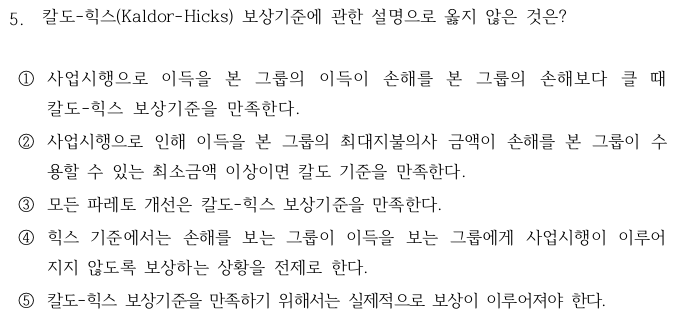 5. 칼도-힉스(Kaldor-Hicks) 보상기준에 관한 설명으로 옳지 않은 것은?
① 사업시행으로 이득을 본 그룹의 이득이 손해를 본 그룹의 손해보다 클 때
칼도-힉스 보상기준을 만족한다.
② 사업시행으로 인해 이득을 본 그룹의 최대지불의사 금액이 손해를 본 그룹이 수
용할 수 있는 최소금액 이상이면 칼도 기준을 만족한다.
③ 모든 파레토 개선은 칼도-힉스 보상기준을 만족한다.
④ 힉스 기준에서는 손해를 보는 그룹이 이득을 보는 그룹에게 사업시행이 이루어
지지 않도록 보상하는 상황을 전제로 한다.
⑤ 칼도-힉스 보상기준을 만족하기 위해서는 실제적으로 보상이 이루어져야 한다.